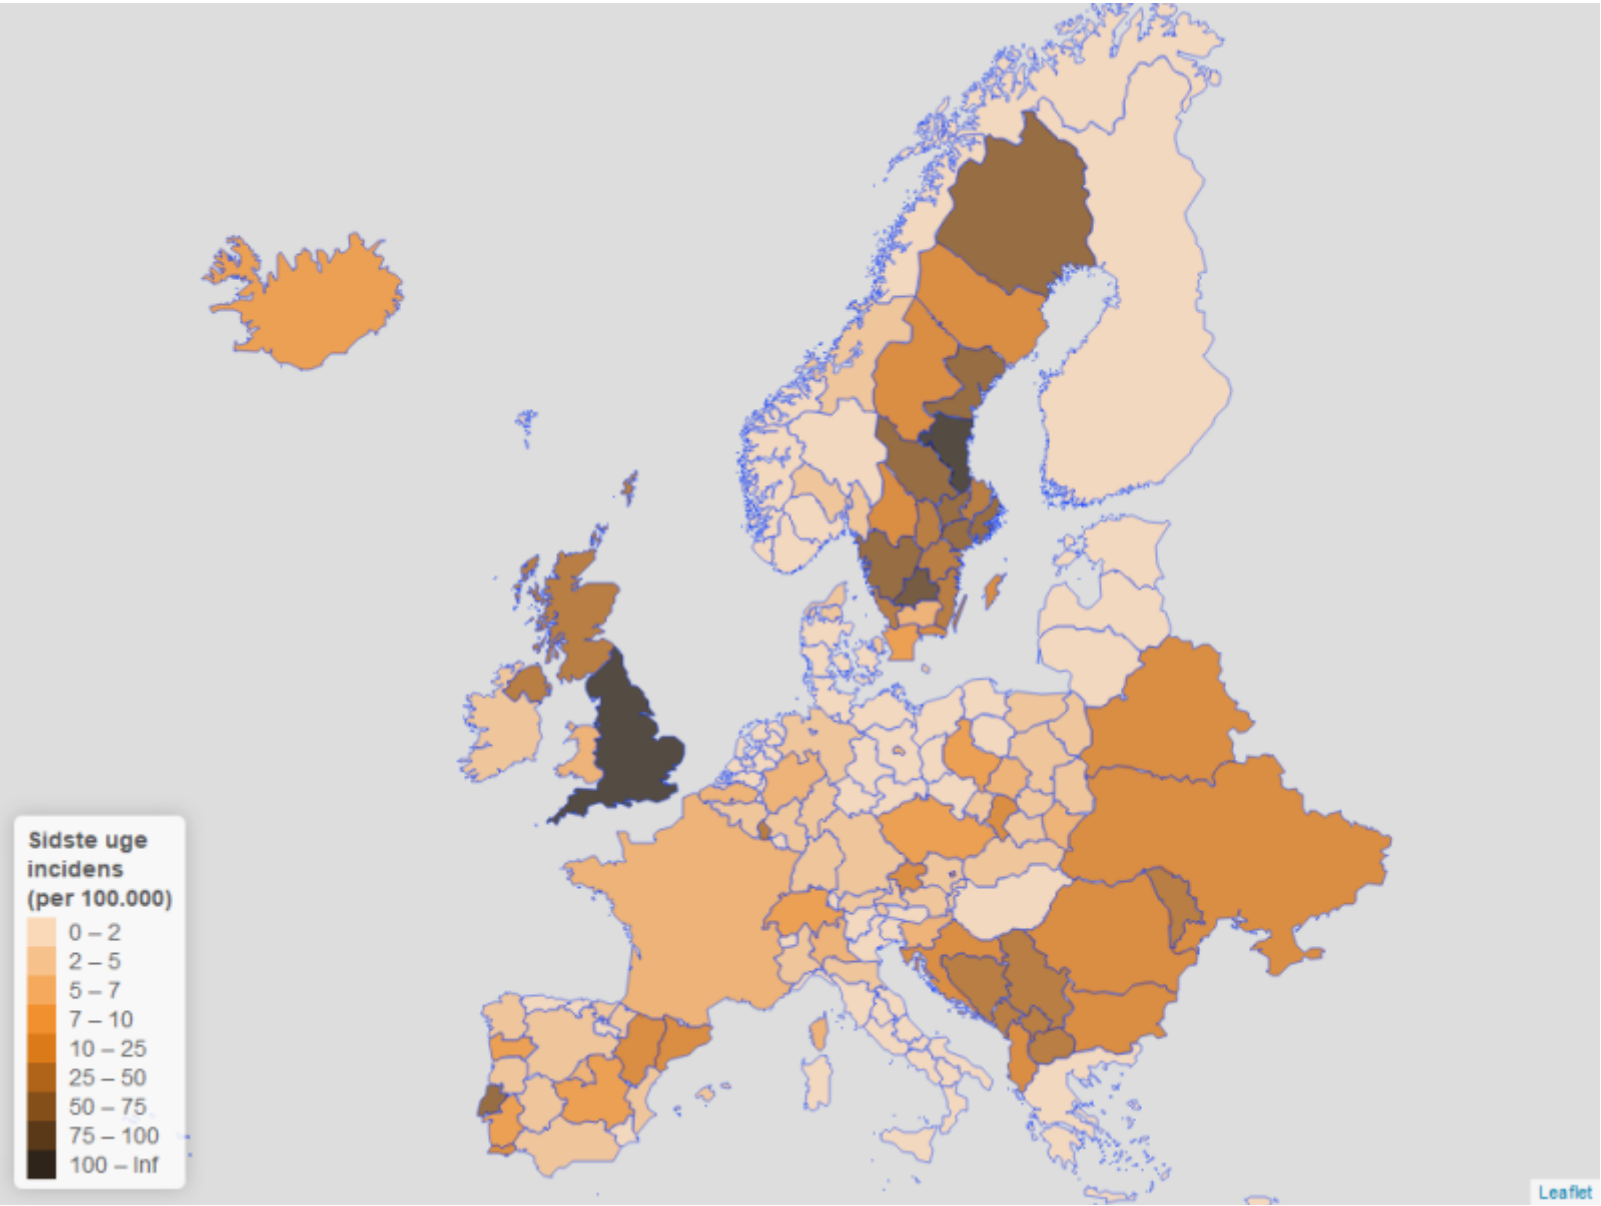 Sidste uge
incidens
(per 100.000)
0 – 2
2 – 5
5 – 7
7 – 10
10 – 25
25 – 50
50 – 75
75 – 100
100 – Inf
Leaflet